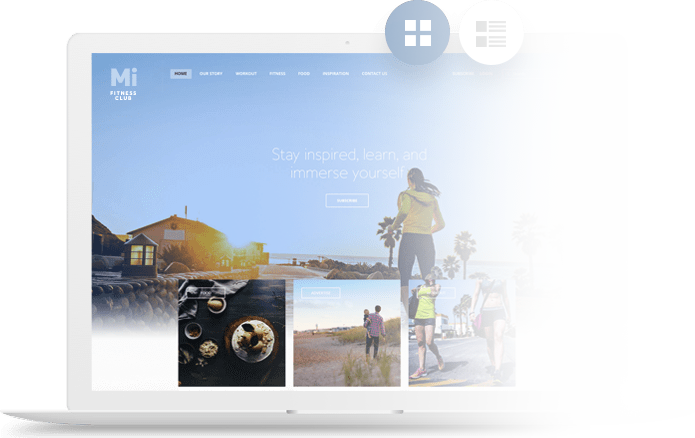 Mi
FITNESS
CLUB
HOME OUR STORY WORKOUT FITNESS FOOD INSPIRATION CONTACT US
Stay inspired, learn, and
immerse yourself
SUBSCRIBE